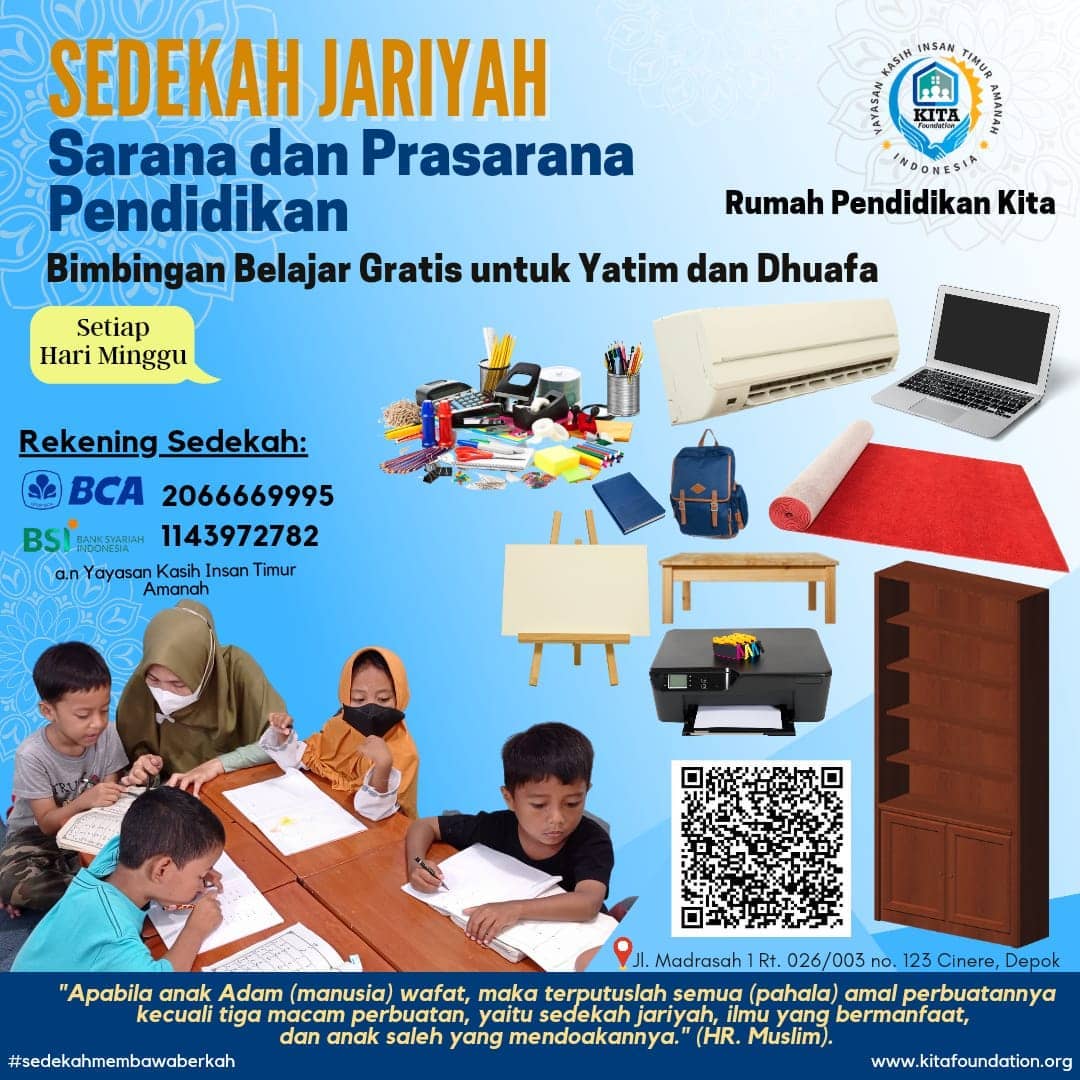 SEDEKAH JARIYAH
Sarana dan Prasarana
Pendidikan
Bimbingan Belajar Gratis untuk Yatim dan Dhuafa
YAYASAN KASIH INSAN TIMUR AMANAH
KITA
Foundation
INDONESIA
Rumah Pendidikan Kita
Setiap
Hari Minggu
Rekening Sedekah:
BCA 2066669995
BSI BANK SYARIAH
INDONESIA
1143972782
a.n Yayasan Kasih Insan Timur
Amanah
Jl. Madrasah 1 Rt. 026/003 no. 123 Cinere, Depok
"Apabila anak Adam (manusia) wafat, maka terputuslah semua (pahala) amal perbuatannya
kecuali tiga macam perbuatan, yaitu sedekah jariyah, ilmu yang bermanfaat,
dan anak saleh yang mendoakannya." (HR. Muslim).
#sedekahmembawaberkah
www.kitafoundation.org